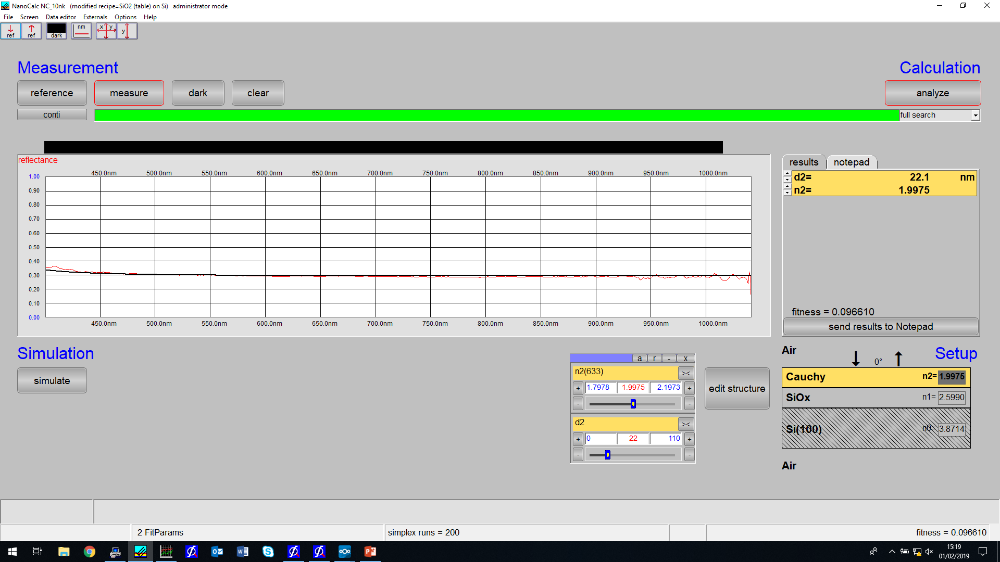 NanoCalc NC_10nk (modified recipe=SiO2 (table) on Si) administrator mode
File Screen Data editor Externals Options Help
ref ref dark nm x y y
Measurement
Calculation
reference measure dark clear
analyze
conti
full search
reflectance
450.0nm 500.0nm 550.0nm 600.0nm 650.0nm 700.0nm 750.0nm 800.0nm 850.0nm 900.0nm 950.0nm 1000.0nm
1.00
0.90
0.80
0.70
0.60
0.50
0.40
0.30
0.20
0.10
0.00
450.0nm 500.0nm 550.0nm 600.0nm 650.0nm 700.0nm 750.0nm 800.0nm 850.0nm 900.0nm 950.0nm 1000.0nm
results notepad
d2= 22.1 nm
n2= 1.9975
fitness = 0.096610
send results to Notepad
Simulation
simulate
a r - x
n2(633) ><
+ 1.7978 1.9975 2.1973 +
- -
d2 ><
+ 0 22 110 +
- -
edit structure
Air
0°
Setup
Cauchy n2= 1.9975
SiOx n1= 2.5990
Si(100) n0= 3.8714
Air
2 FitParams
simplex runs = 200
fitness = 0.096610
15:19
01/02/2019